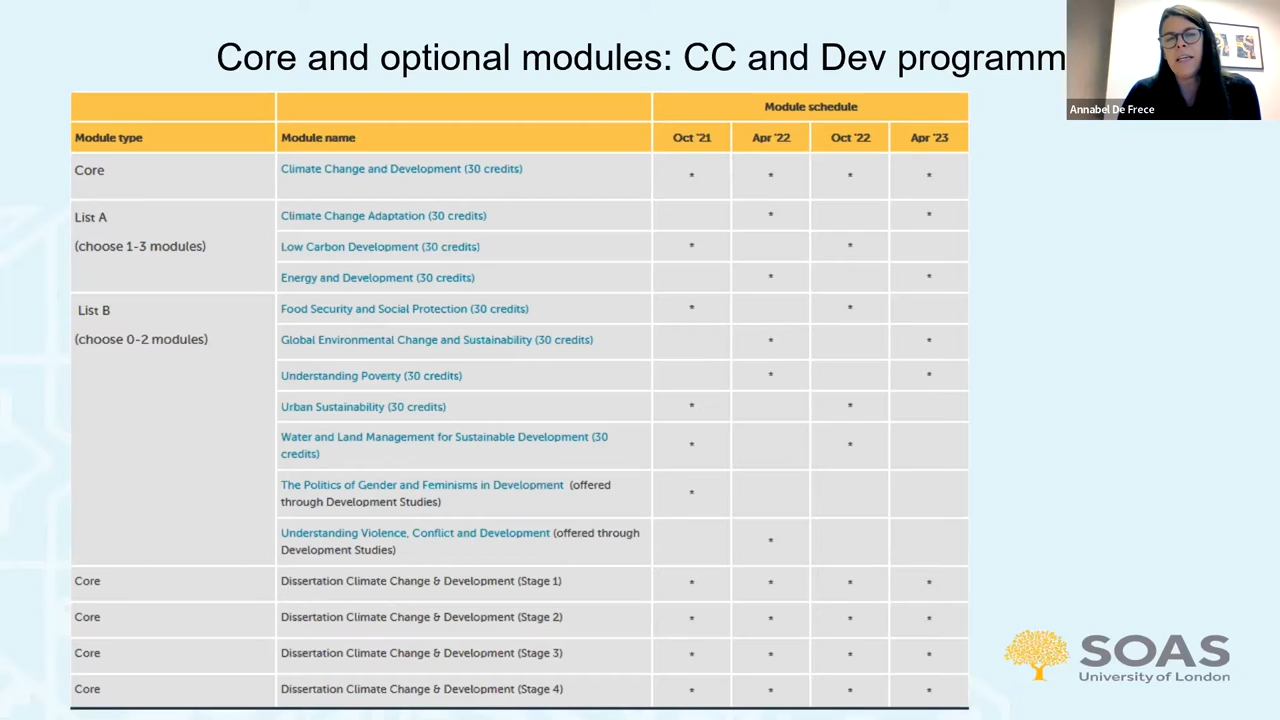 Core and optional modules: CC and Dev programm
Annabel De Frece
Module schedule
Module type Module name Oct '21 Apr '22 Oct '22 Apr '23
Core Climate Change and Development (30 credits) * * * *
List A Climate Change Adaptation (30 credits) * *
(choose 1-3 modules) Low Carbon Development (30 credits) * *
Energy and Development (30 credits) * *
List B Food Security and Social Protection (30 credits) * *
(choose 0-2 modules) Global Environmental Change and Sustainability (30 credits) * *
Understanding Poverty (30 credits) * *
Urban Sustainability (30 credits) * *
Water and Land Management for Sustainable Development (30
credits) * *
The Politics of Gender and Feminisms in Development (offered
through Development Studies) *
Understanding Violence, Conflict and Development (offered through
Development Studies) *
Core Dissertation Climate Change & Development (Stage 1) * * * *
Core Dissertation Climate Change & Development (Stage 2) * * * *
Core Dissertation Climate Change & Development (Stage 3) * * * *
Core Dissertation Climate Change & Development (Stage 4) * * * *
SOAS
University of London